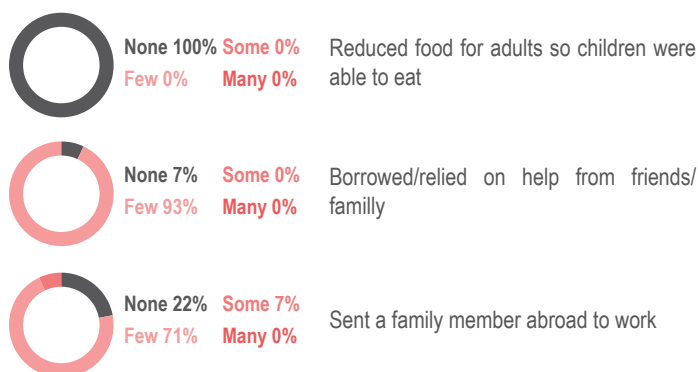 None 100% Some 0%
Few 0% Many 0%
Reduced food for adults so children were
able to eat
None 7% Some 0%
Few 93% Many 0%
Borrowed/relied on help from friends/
familly
None 22% Some 7%
Few 71% Many 0%
Sent a family member abroad to work